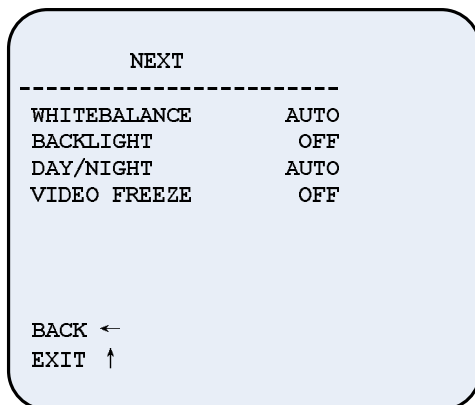 NEXT
------------------------
WHITEBALANCE AUTO
BACKLIGHT OFF
DAY/NIGHT AUTO
VIDEO FREEZE OFF
BACK ←
EXIT ↑